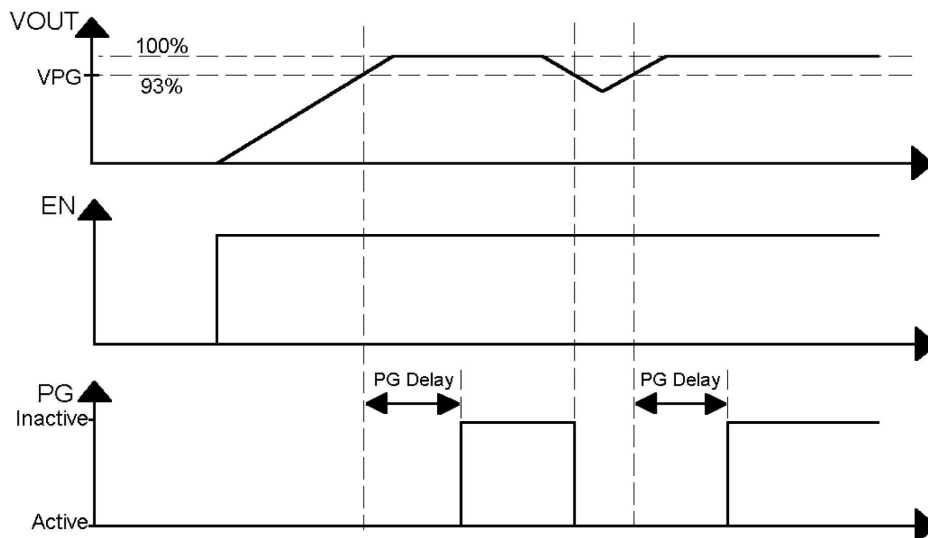 VOUT
100%
VPG
93%
EN
PG
PG Delay
PG Delay
Inactive
Active